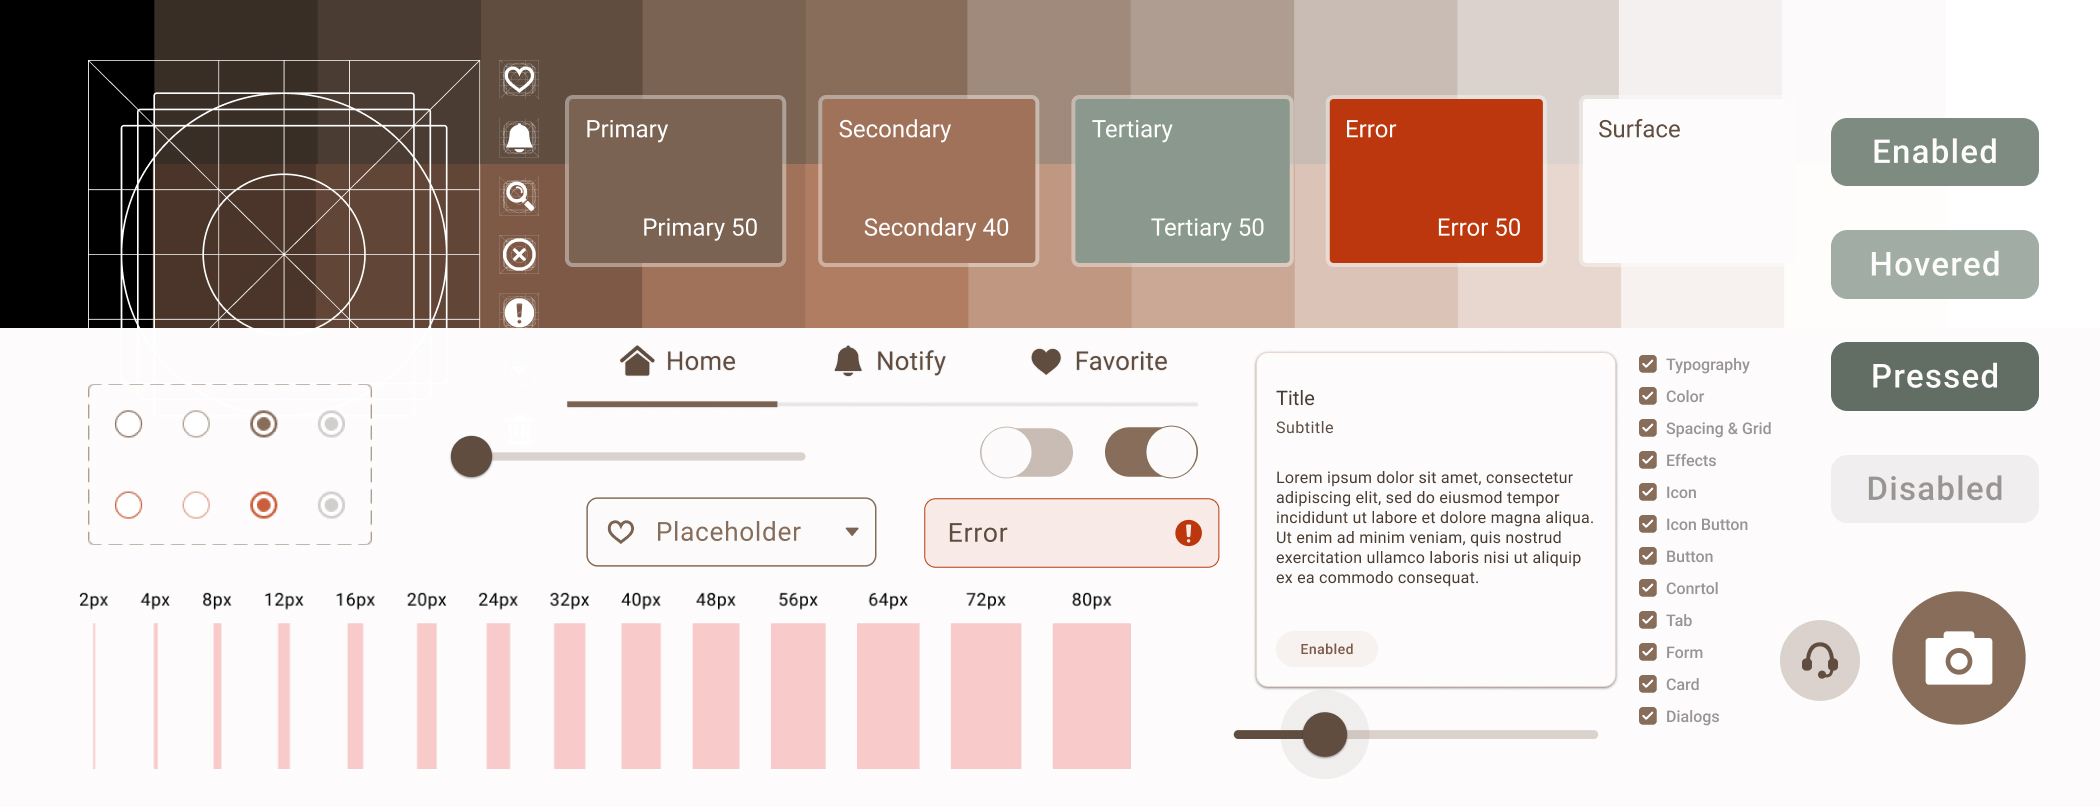 Primary
Primary 50
Secondary
Secondary 40
Tertiary
Tertiary 50
Error
Error 50
Surface
Enabled
Hovered
Pressed
Disabled
Home
Notify
Favorite
Placeholder
Error
2px 4px 8px 12px 16px 20px 24px 32px 40px 48px 56px 64px 72px 80px
Title
Subtitle
Lorem ipsum dolor sit amet, consectetur
adipiscing elit, sed do eiusmod tempor
incididunt ut labore et dolore magna aliqua.
Ut enim ad minim veniam, quis nostrud
exercitation ullamco laboris nisi ut aliquip
ex ea commodo consequat.
Enabled
Typography
Color
Spacing & Grid
Effects
Icon
Icon Button
Button
Conrtol
Tab
Form
Card
Dialogs